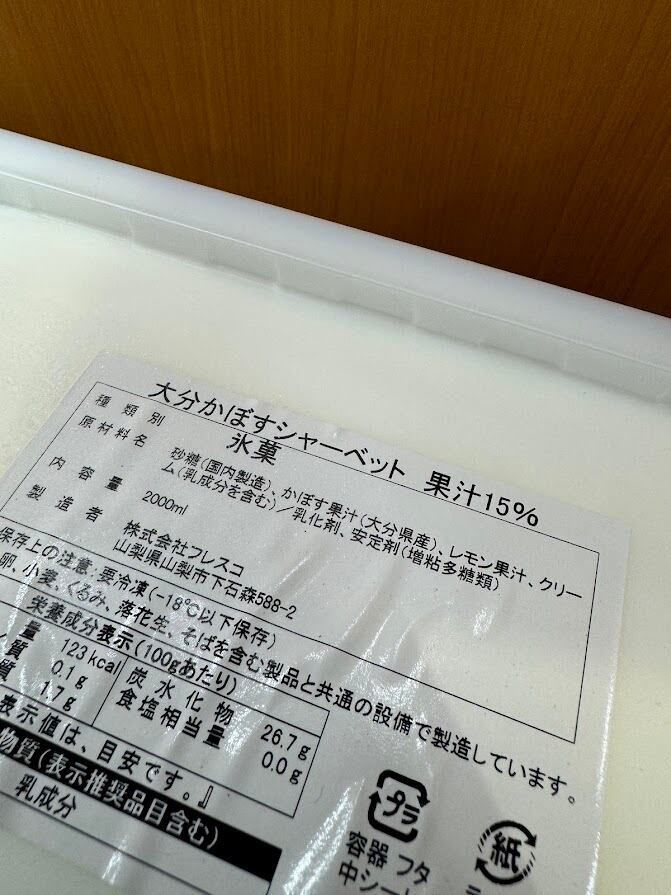 大分かぼすシャーベット 果汁15%
種類別 氷菓
原材料名 砂糖(国内製造)、かぼす果汁(大分県産)、レモン果汁、クリー
ム(乳成分を含む)/乳化剤、安定剤(増粘多糖類)
内容量 2000ml
製造者 株式会社フレスコ
山梨県山梨市下石森588-2
保存上の注意 要冷凍(-18℃以下保存)
卵、小麦、くるみ、落花生、そばを含む製品と共通の設備で製造しています。
栄養成分表示(100gあたり)
量 123kcal 炭水化物 26.7g
質 0.1g 食塩相当量 0.0g
質 1.7g
表示値は、目安です。』
物質(表示推奨品目含む)
乳成分
プラ
容器 フタ
中シー
紙